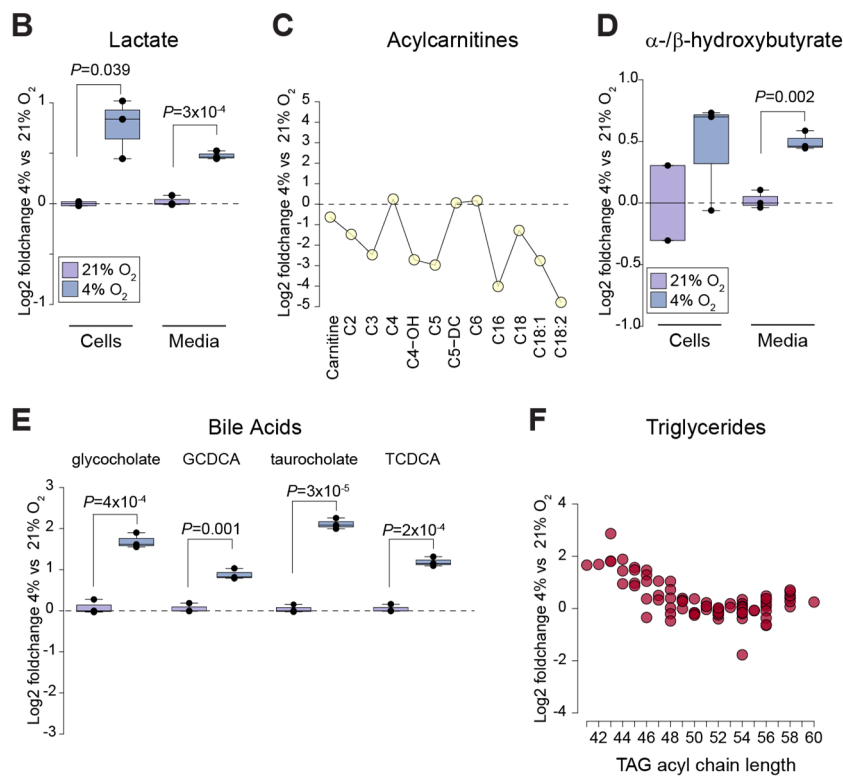 B
Lactate
P=0.039
P=3x10-4
Log2 foldchange 4% vs 21% O2
1
0
-1
21% O2
4% O2
Cells
Media
C
Acylcarnitines
Log2 foldchange 4% vs 21% O2
5
4
3
2
1
0
-1
-2
-3
-4
-5
Carnitine
C2
C3
C4
C4−OH
C5
C5−DC
C6
C16
C18
C18:1
C18:2
D
α-/β-hydroxybutyrate
P=0.002
Log2 foldchange 4% vs 21% O2
1.0
0.5
0.0
-0.5
-1.0
21% O2
4% O2
Cells
Media
E
Bile Acids
glycocholate GCDCA taurocholate TCDCA
P=4x10-4
P=0.001
P=3x10-5
P=2x10-4
Log2 foldchange 4% vs 21% O2
3
2
1
0
-1
-2
-3
F
Triglycerides
Log2 foldchange 4% vs 21% O2
4
2
0
-2
-4
42 44 46 48 50 52 54 56 58 60
TAG acyl chain length